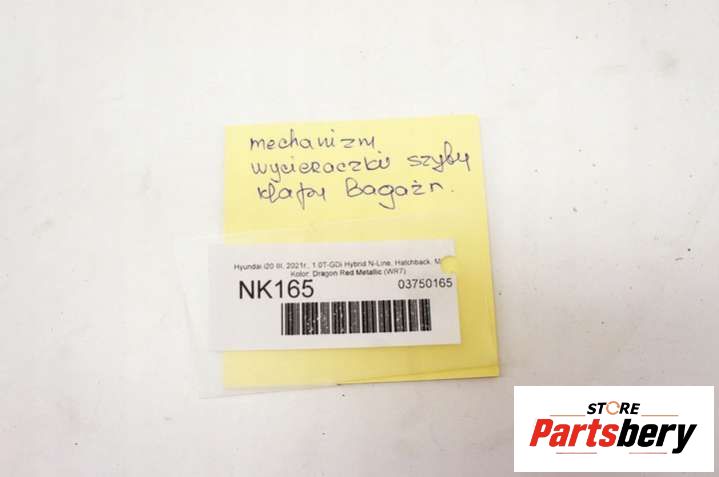 mechanizm
wycieraczki szyby
klapy Bagażn.
Hyundai i20 III, 2021r., 1.0T-GDi Hybrid N-Line, Hatchback, M
Kolor: Dragon Red Metallic (WR7)
NK165 03750165
STORE
Partsbery